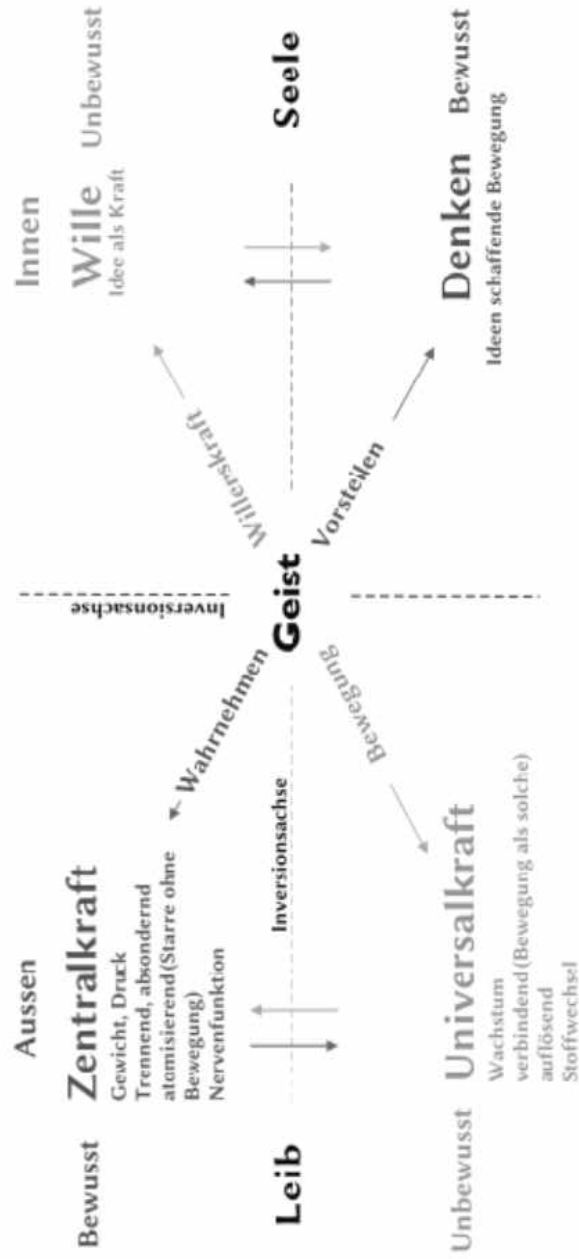 Aussen
Innen
Bewusst
Zentralkraft
Gewicht, Druck
Trennend, absondernd
atomisierend(Starre ohne
Bewegung)
Nervenfunktion
Wille
Unbewusst
Idee als Kraft
Inversionsachse
Wahrnehmen
Willerskraft
Leib
Inversionsachse
Geist
Seele
Bewegung
Vorsteilen
Unbewusst
Universalkraft
Wachstum
verbindend(Bewegung als solche)
auflösend
Stoffwechsel
Denken
Bewusst
Ideen schaffende Bewegung